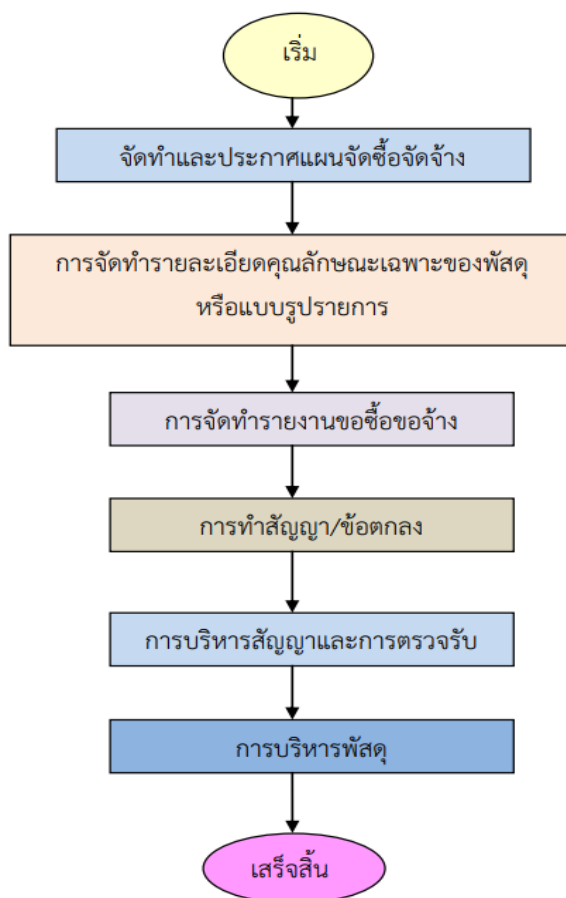 เริ่ม
จัดทำและประกาศแผนจัดซื้อจัดจ้าง
การจัดทำรายละเอียดคุณลักษณะเฉพาะของพัสดุ
หรือแบบรูปรายการ
การจัดทำรายงานขอซื้อขอจ้าง
การทำสัญญา/ข้อตกลง
การบริหารสัญญาและการตรวจรับ
การบริหารพัสดุ
เสร็จสิ้น